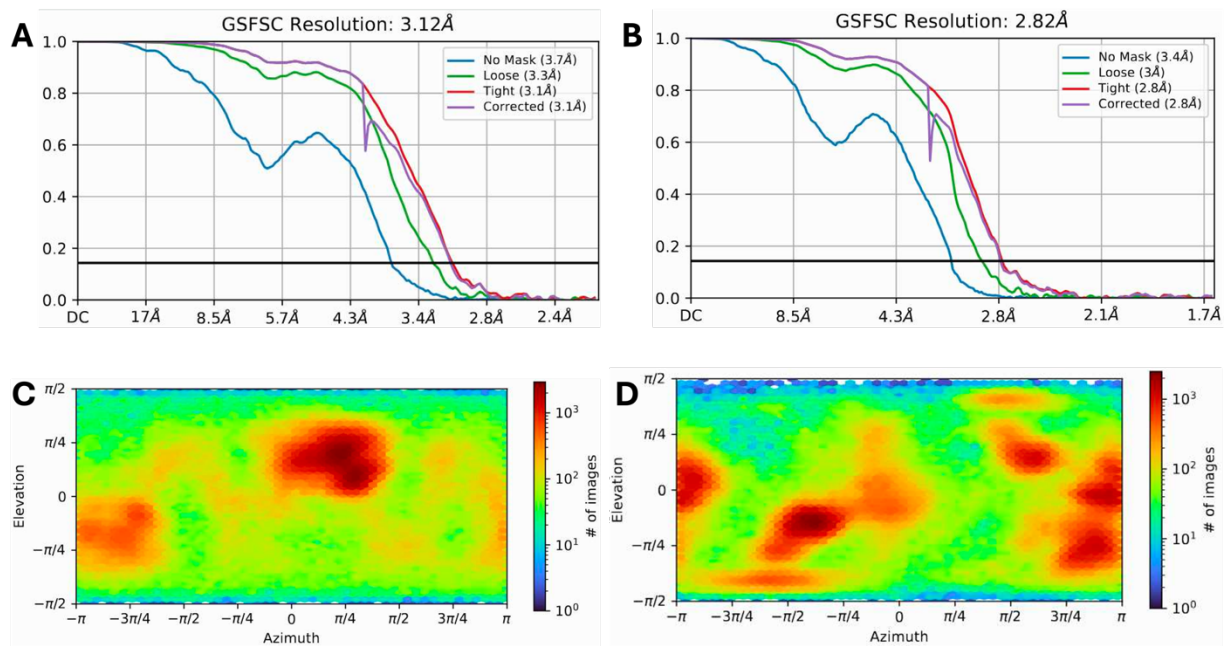 A
GSFSC Resolution: 3.12Å
1.0
0.8
0.6
0.4
0.2
0.0
No Mask (3.7Å)
Loose (3.3Å)
Tight (3.1Å)
Corrected (3.1Å)
DC 17Å 8.5Å 5.7Å 4.3Å 3.4Å 2.8Å 2.4Å
B
GSFSC Resolution: 2.82Å
1.0
0.8
0.6
0.4
0.2
0.0
No Mask (3.4Å)
Loose (3Å)
Tight (2.8Å)
Corrected (2.8Å)
DC 8.5Å 4.3Å 2.8Å 2.1Å 1.7Å
C
π/2
π/4
0
−π/4
−π/2
Elevation
−π −3π/4 −π/2 −π/4 0 π/4 π/2 3π/4 π
Azimuth
10³
10²
10¹
10⁰
# of images
D
π/2
π/4
0
−π/4
−π/2
Elevation
−π −3π/4 −π/2 −π/4 0 π/4 π/2 3π/4 π
Azimuth
10³
10²
10¹
10⁰
# of images